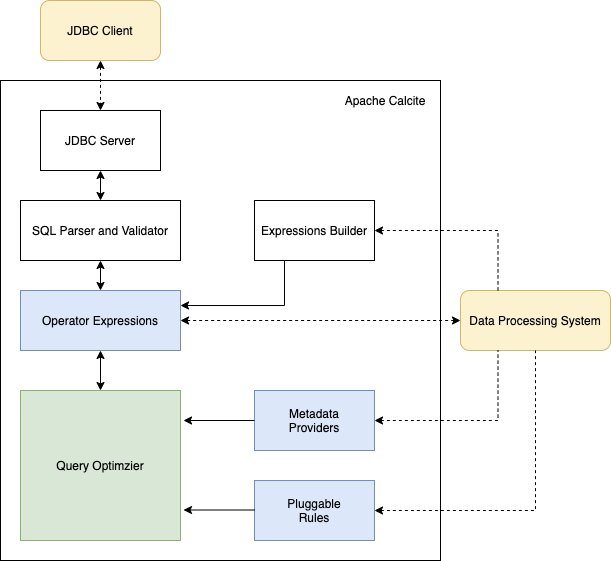 JDBC Client
Apache Calcite
JDBC Server
SQL Parser and Validator
Expressions Builder
Operator Expressions
Data Processing System
Metadata
Providers
Query Optimzier
Pluggable
Rules